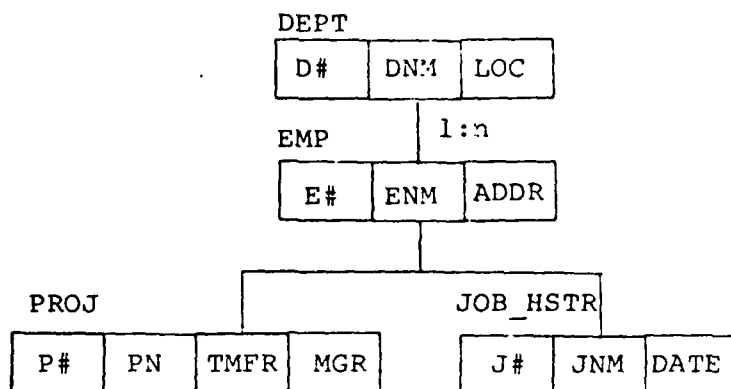 DEPT
D# DNM LOC
1:n
EMP
E# ENM ADDR
PROJ JOB_HSTR
P# PN TMFR MGR J# JNM DATE